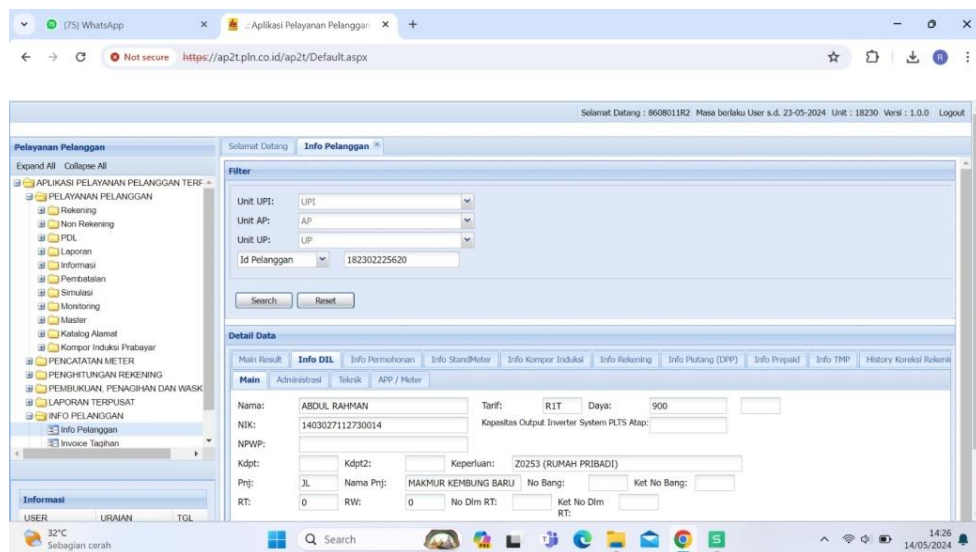 (75) WhatsApp
.: Aplikasi Pelayanan Pelanggan
Not secure https://ap2t.pln.co.id/ap2t/Default.aspx
R
Selamat Datang : 8608011R2 Masa berlaku User s.d. 23-05-2024 Unit : 18230 Versi : 1.0.0 Logout
Pelayanan Pelanggan
Selamat Datang Info Pelanggan
Expand All Collapse All
Filter
APLIKASI PELAYANAN PELANGGAN TERF
PELAYANAN PELANGGAN
Rekening
Non Rekening
PDL
Laporan
Informasi
Pembatalan
Simulasi
Monitoring
Master
Katalog Alamat
Kompor Induksi Prabayar
PENCATATAN METER
PENGHITUNGAN REKENING
PEMBUKUAN, PENAGIHAN DAN WASK
LAPORAN TERPUSAT
INFO PELANGGAN
Info Pelanggan
Invoice Tagihan
Unit UPI: UPI
Unit AP: AP
Unit UP: UP
Id Pelanggan 182302225620
Search Reset
Detail Data
Main Result Info DIL Info Permohonan Info StandMeter Info Kompor Induksi Info Rekening Info Piutang (DPP) Info Prepaid Info TMP History Koreksi Rekenin
Main Administrasi Teknik APP / Meter
Nama: ABDUL RAHMAN Tarif: R1T Daya: 900
NIK: 1403027112730014 Kapasitas Output Inverter System PLTS Atap:
NPWP:
Kdpt: Kdpt2: Keperluan: Z0253 (RUMAH PRIBADI)
Pnj: JL Nama Pnj: MAKMUR KEMBUNG BARU No Bang: Ket No Bang:
RT: 0 RW: 0 No Dlm RT: Ket No Dlm RT:
Informasi
USER URAIAN TGL
32°C
Sebagian cerah
Search
PRE
14:26
14/05/2024